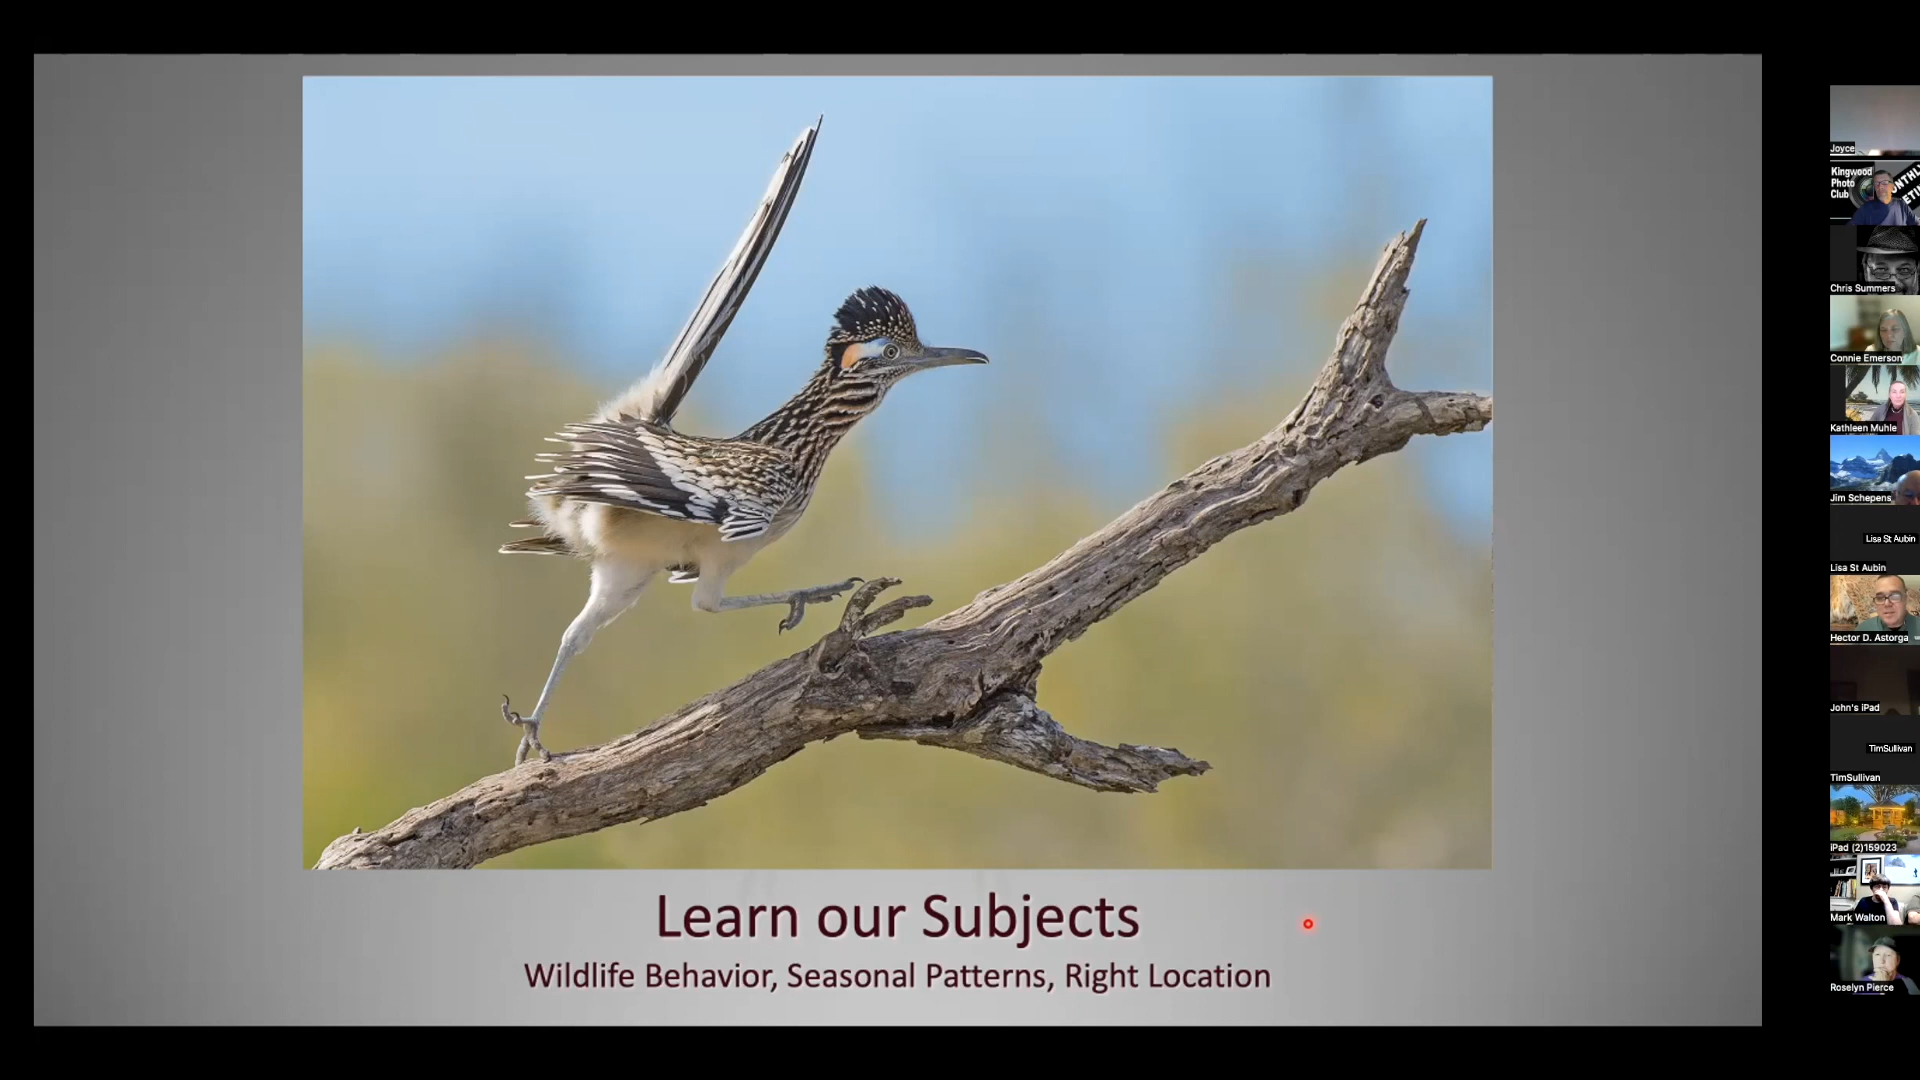 Learn our Subjects
Wildlife Behavior, Seasonal Patterns, Right Location
Joyce
Kingwood
Photo
Club
Chris Summers
Connie Emerson
Kathleen Muhle
Jim Schepens
Lisa St Aubin
Lisa St Aubin
Hector D. Astorga
John's iPad
TimSullivan
TimSullivan
iPad (2)159023
Mark Walton
Roselyn Pierce